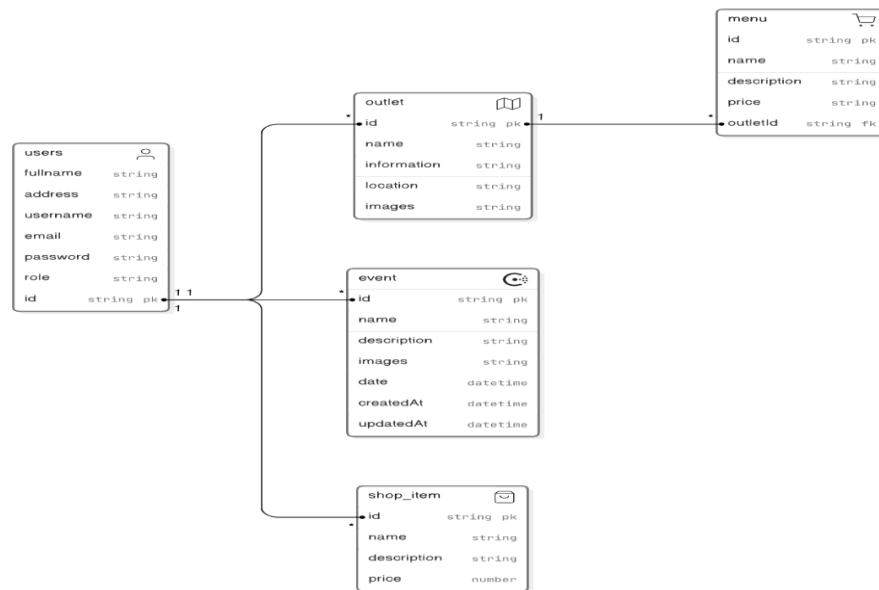 menu
id string pk
name string
description string
price string
outletId string fk
outlet
id string pk
name string
information string
location string
images string
users
fullname string
address string
username string
email string
password string
role string
id string pk
event
id string pk
name string
description string
images string
date datetime
createdAt datetime
updatedAt datetime
shop_item
id string pk
name string
description string
price number
*
1
*
1 1
1
*
*